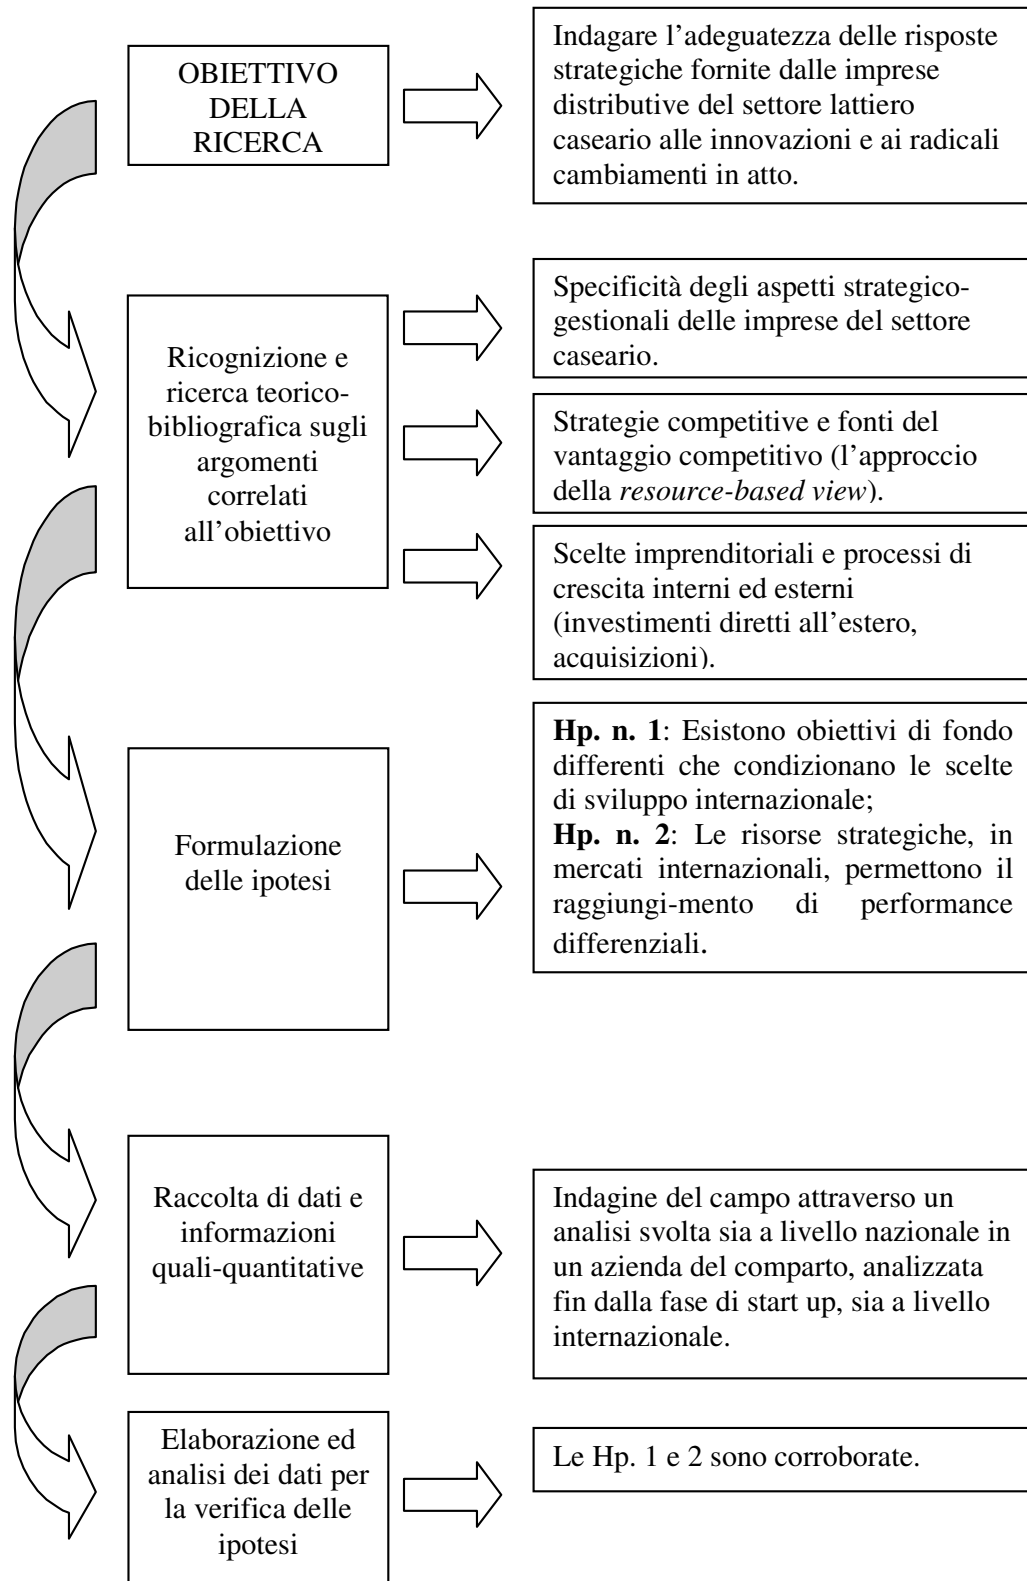 OBIETTIVO
DELLA
RICERCA
Indagare l’adeguatezza delle risposte
strategiche fornite dalle imprese
distributive del settore lattiero
caseario alle innovazioni e ai radicali
cambiamenti in atto.
Ricognizione e
ricerca teorico-
bibliografica sugli
argomenti
correlati
all’obiettivo
Specificità degli aspetti strategico-
gestionali delle imprese del settore
caseario.
Strategie competitive e fonti del
vantaggio competitivo (l’approccio
della resource-based view).
Scelte imprenditoriali e processi di
crescita interni ed esterni
(investimenti diretti all’estero,
acquisizioni).
Formulazione
delle ipotesi
Hp. n. 1: Esistono obiettivi di fondo
differenti che condizionano le scelte
di sviluppo internazionale;
Hp. n. 2: Le risorse strategiche, in
mercati internazionali, permettono il
raggiungi-mento di performance
differenziali.
Raccolta di dati e
informazioni
quali-quantitative
Indagine del campo attraverso un
analisi svolta sia a livello nazionale in
un azienda del comparto, analizzata
fin dalla fase di start up, sia a livello
internazionale.
Elaborazione ed
analisi dei dati per
la verifica delle
ipotesi
Le Hp. 1 e 2 sono corroborate.